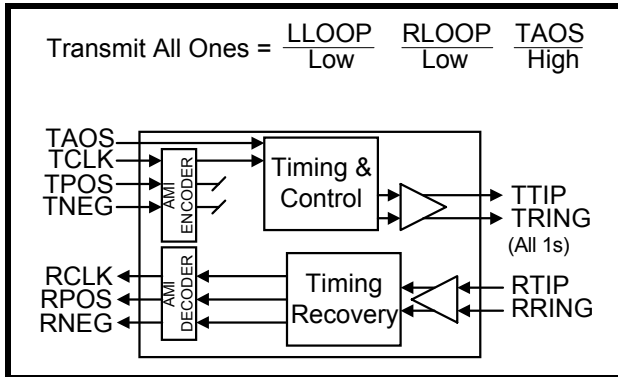 Transmit All Ones = LLOOP RLOOP TAOS
Low Low High
TAOS
TCLK
TPOS
TNEG
AMI
ENCODER
Timing &
Control
TTIP
TRING
(All 1s)
RCLK
RPOS
RNEG
AMI
DECODER
Timing
Recovery
RTIP
RRING